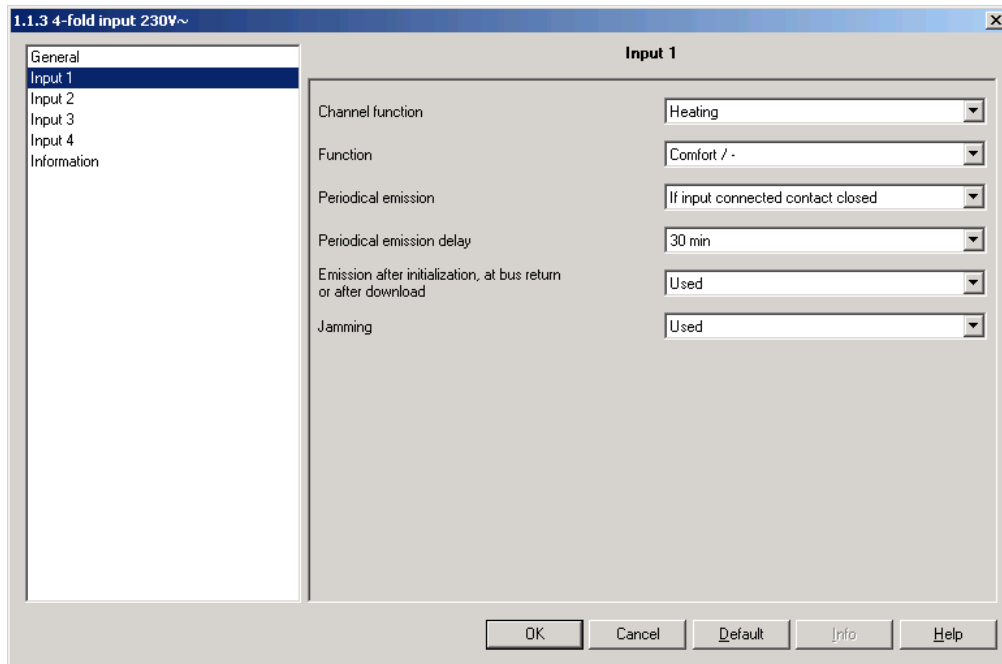 1.1.3 4-fold input 230V~
General
Input 1
Input 2
Input 3
Input 4
Information
Input 1
Channel function
Heating
Function
Comfort / -
Periodical emission
If input connected contact closed
Periodical emission delay
30 min
Emission after initialization, at bus return
or after download
Used
Jamming
Used
OK
Cancel
Default
Info
Help